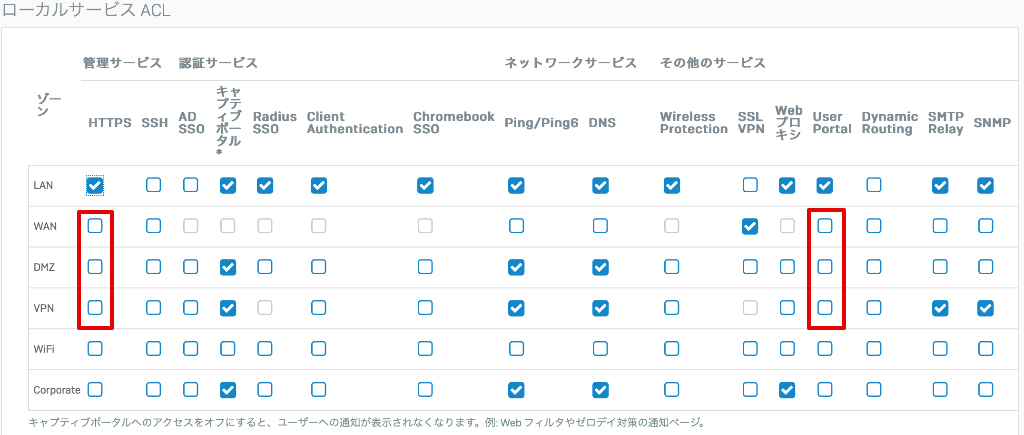 ローカルサービス ACL
管理サービス 認証サービス ネットワークサービス その他のサービス
ゾーン HTTPS SSH AD SSO キャプティブポータル* Radius SSO Client Authentication Chromebook SSO Ping/Ping6 DNS Wireless Protection SSL VPN Web プロキシ User Portal Dynamic Routing SMTP Relay SNMP
LAN
WAN
DMZ
VPN
WiFi
Corporate
キャプティブポータルへのアクセスをオフにすると、ユーザーへの通知が表示されなくなります。例: Web フィルタやゼロデイ対策の通知ページ。